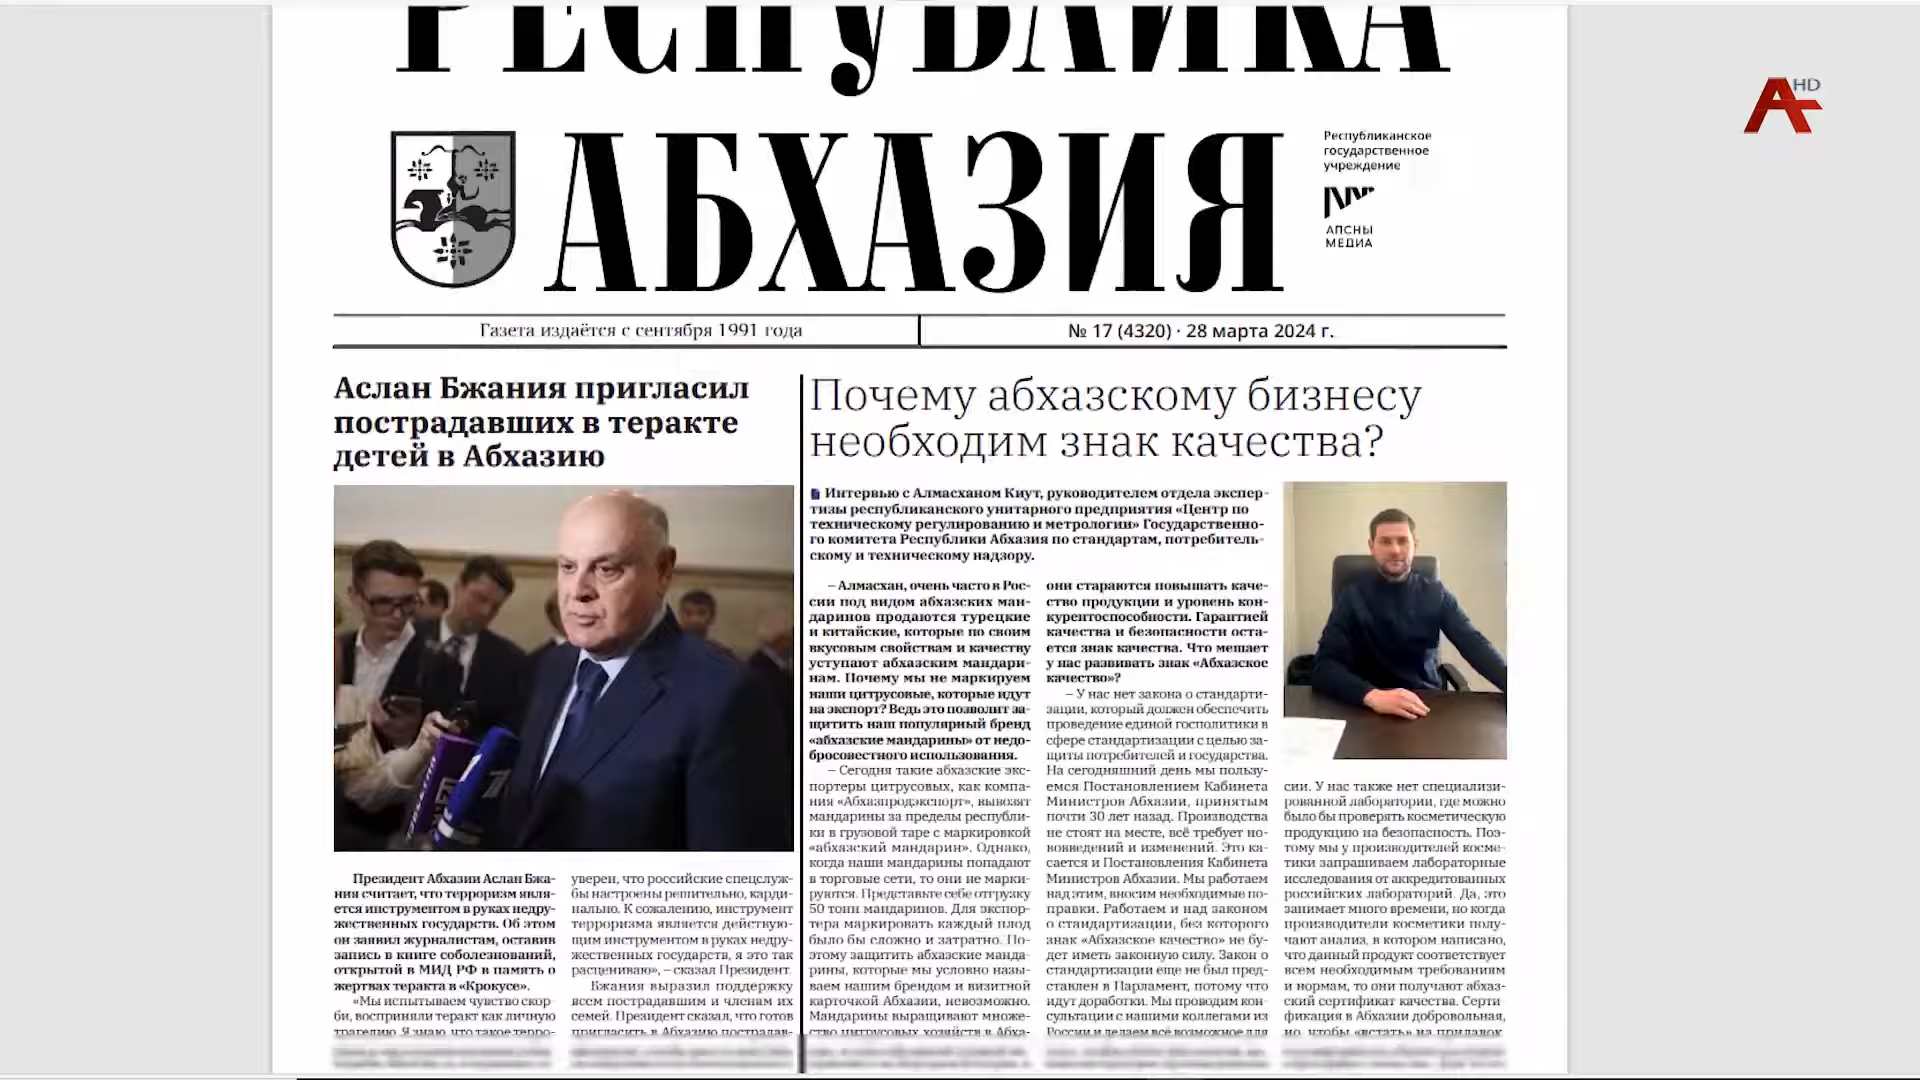 РЕСПУБЛИКА
АБХАЗИЯ
Республиканское
государственное
учреждение
АПСНЫ
МЕДИА
HD
Газета издаётся с сентября 1991 года
№ 17 (4320) · 28 марта 2024 г.
Аслан Бжания пригласил
пострадавших в теракте
детей в Абхазию
Президент Абхазии Аслан Бжа-
ния считает, что терроризм явля-
ется инструментом в руках недру-
жественных государств. Об этом
он заявил журналистам, оставив
запись в книге соболезнований,
открытой в МИД РФ в память о
жертвах теракта в «Крокусе».
«Мы испытываем чувство скор-
би, восприняли теракт как личную
трагедию. Я знаю, что такое терро-
уверен, что российские спецслуж-
бы настроены решительно, карди-
нально. К сожалению, инструмент
терроризма является действую-
щим инструментом в руках недру-
жественных государств, я это так
расцениваю», – сказал Президент.
Бжания выразил поддержку
всем пострадавшим и членам их
семей. Президент сказал, что готов
пригласить в Абхазию пострадав-
Почему абхазскому бизнесу
необходим знак качества?
Интервью с Алмасханом Киут, руководителем отдела экспер-
тизы республиканского унитарного предприятия «Центр по
техническому регулированию и метрологии» Государственно-
го комитета Республики Абхазия по стандартам, потребитель-
скому и техническому надзору.
– Алмасхан, очень часто в Рос-
сии под видом абхазских ман-
даринов продаются турецкие
и китайские, которые по своим
вкусовым свойствам и качеству
уступают абхазским мандари-
нам. Почему мы не маркируем
наши цитрусовые, которые идут
на экспорт? Ведь это позволит за-
щитить наш популярный бренд
«абхазские мандарины» от недо-
бросовестного использования.
– Сегодня такие абхазские экс-
портеры цитрусовых, как компа-
ния «Абхазпродэкспорт», вывозят
мандарины за пределы республи-
ки в грузовой таре с маркировкой
«абхазский мандарин». Однако,
когда наши мандарины попадают
в торговые сети, то они не марки-
руются. Представьте себе отгрузку
50 тонн мандаринов. Для экспор-
тера маркировать каждый плод
было бы сложно и затратно. По-
этому защитить абхазские манда-
рины, которые мы условно назы-
ваем нашим брендом и визитной
карточкой Абхазии, невозможно.
Мандарины выращивают множе-
ство цитрусовых хозяйств в Абха-
они стараются повышать каче-
ство продукции и уровень кон-
курентоспособности. Гарантией
качества и безопасности оста-
ется знак качества. Что мешает
у нас развивать знак «Абхазское
качество»?
– У нас нет закона о стандарти-
зации, который должен обеспечить
проведение единой госполитики в
сфере стандартизации с целью за-
щиты потребителей и государства.
На сегодняшний день мы пользу-
емся Постановлением Кабинета
Министров Абхазии, принятым
почти 30 лет назад. Производства
не стоят на месте, всё требует но-
вовведений и изменений. Это ка-
сается и Постановления Кабинета
Министров Абхазии. Мы работаем
над этим, вносим необходимые по-
правки. Работаем и над законом
о стандартизации, без которого
знак «Абхазское качество» не бу-
дет иметь законную силу. Закон о
стандартизации еще не был пред-
ставлен в Парламент, потому что
идут доработки. Мы проводим кон-
сультации с нашими коллегами из
России и делаем всё возможное для
сии. У нас также нет специализи-
рованной лаборатории, где можно
было бы проверять косметическую
продукцию на безопасность. Поэ-
тому мы у производителей косме-
тики запрашиваем лабораторные
исследования от аккредитованных
российских лабораторий. Да, это
занимает много времени, но когда
производители косметики полу-
чают анализ, в котором написано,
что данный продукт соответствует
всем необходимым требованиям
и нормам, то они получают абхаз-
ский сертификат качества. Серти-
фикация в Абхазии добровольная,
но, чтобы «встать» на прилавок